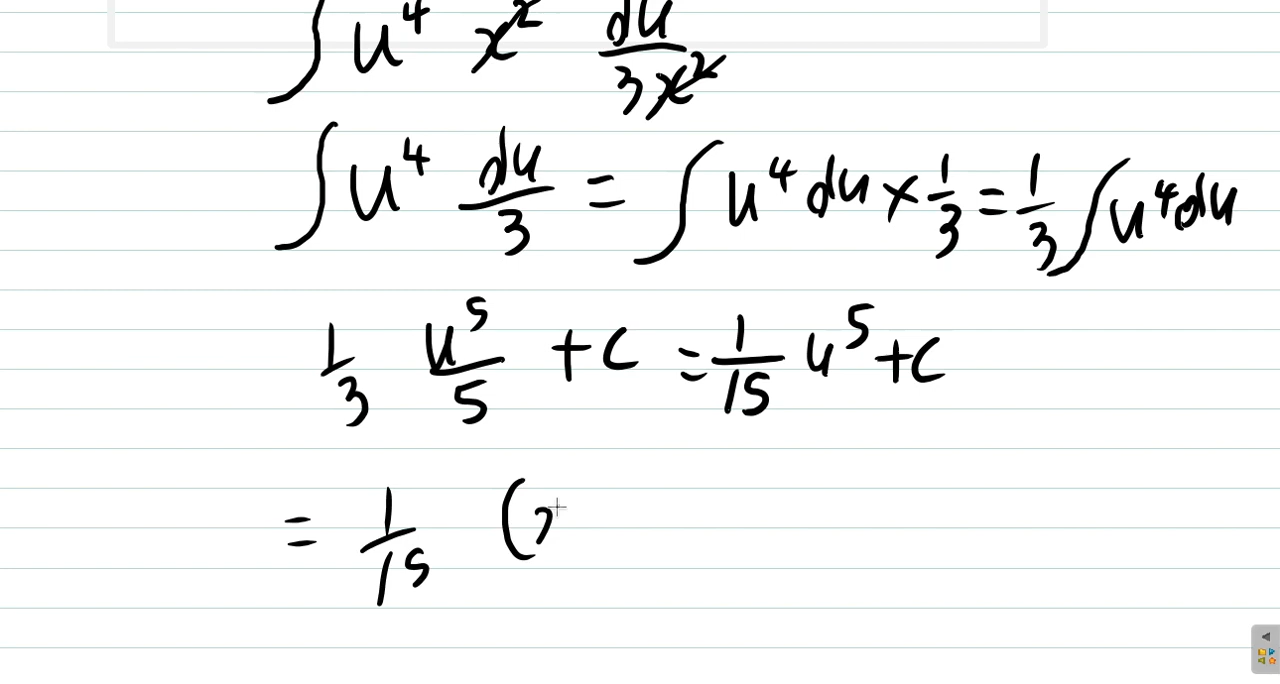 ∫ u⁴ x² du/3x²
∫ u⁴ du/3 = ∫ u⁴ du × 1/3 = 1/3 ∫ u⁴ du
1/3 u⁵/5 + c = 1/15 u⁵ + c
= 1/15 (